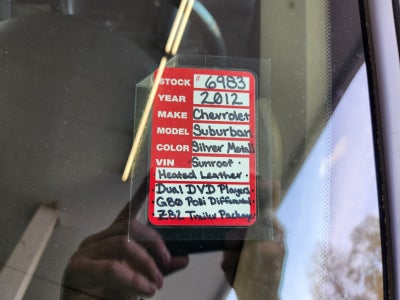 STOCK 6983
YEAR 2012
MAKE Chevrolet
MODEL Suburban
COLOR Silver Metal
VIN · Sunroof ·
Heated Leather ·
Dual DVD Players ·
G80 Posi Differential ·
Z82 Trailer Package ·